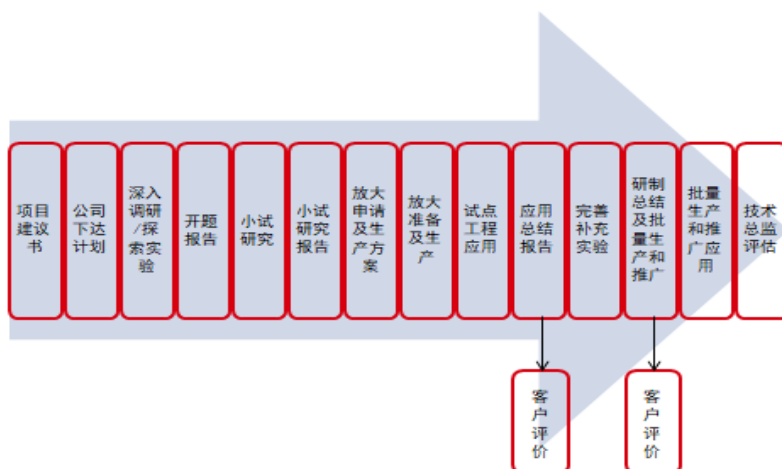 项目
建议
书
公司
下达
计划
深入
调研
/探
索实
验
开题
报告
小试
研究
小试
研究
报告
放大
申请
及生
产方
案
放大
准备
及生
产
试点
工程
应用
应用
总结
报告
完善
补充
实验
研制
总结
及批
量生
产和
推广
批量
生产
和推
广应
用
技术
总监
评估
客
户
评
价
客
户
评
价